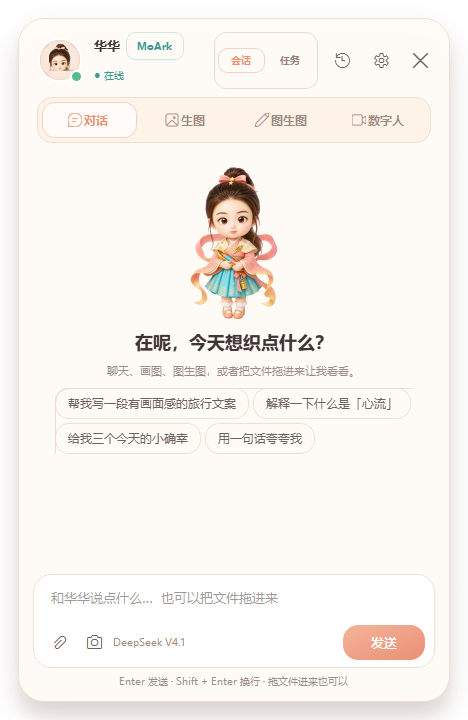 华华 MoArk
在线
会话 任务
对话 生图 图生图 数字人
在呢，今天想织点什么？
聊天、画图、图生图，或者把文件拖进来让我看看。
帮我写一段有画面感的旅行文案 解释一下什么是「心流」
给我三个今天的小确幸 用一句话夸夸我
和华华说点什么... 也可以把文件拖进来
DeepSeek V4.1 发送
Enter 发送 · Shift + Enter 换行 · 拖文件进来也可以